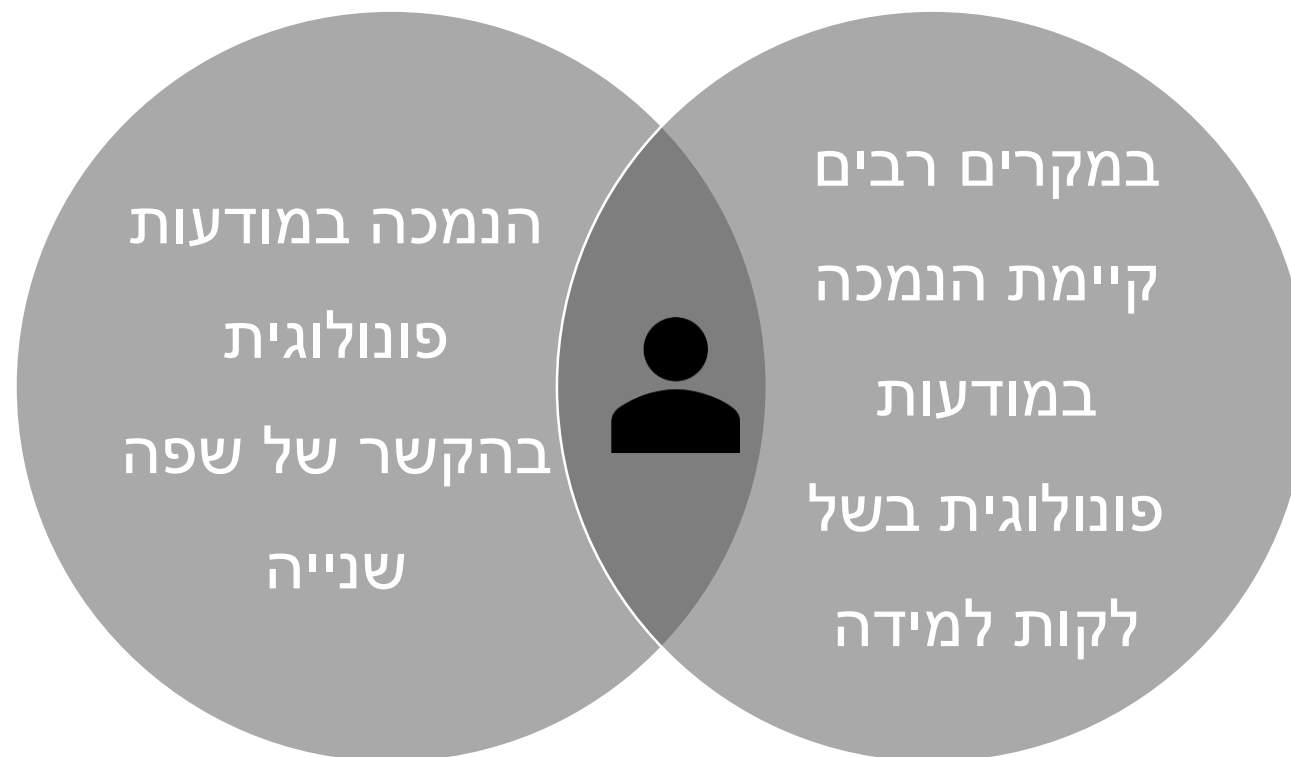 במקרים רבים
קיימת הנמכה
במודעות
פונולוגית בשל
לקות למידה
הנמכה במודעות
פונולוגית
בהקשר של שפה
שנייה